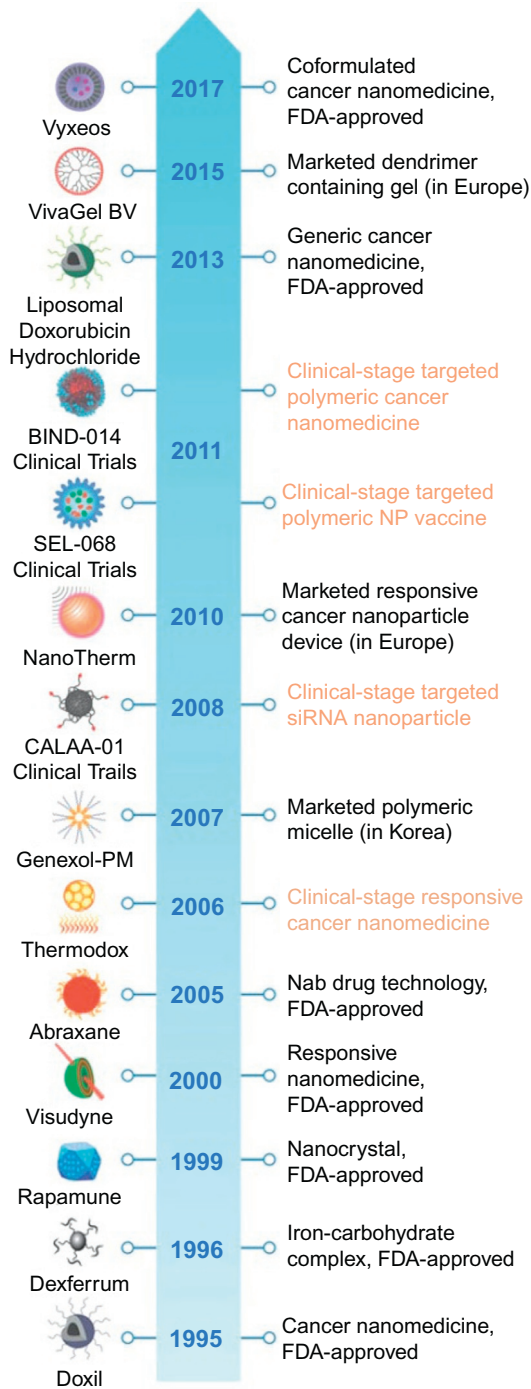 2017
Coformulated
cancer nanomedicine,
FDA-approved
Vyxeos
2015
Marketed dendrimer
containing gel (in Europe)
VivaGel BV
2013
Generic cancer
nanomedicine,
FDA-approved
Liposomal
Doxorubicin
Hydrochloride
Clinical-stage targeted
polymeric cancer
nanomedicine
BIND-014
Clinical Trials
2011
Clinical-stage targeted
polymeric NP vaccine
SEL-068
Clinical Trials
2010
Marketed responsive
cancer nanoparticle
device (in Europe)
NanoTherm
2008
Clinical-stage targeted
siRNA nanoparticle
CALAA-01
Clinical Trails
2007
Marketed polymeric
micelle (in Korea)
Genexol-PM
2006
Clinical-stage responsive
cancer nanomedicine
Thermodox
2005
Nab drug technology,
FDA-approved
Abraxane
2000
Responsive
nanomedicine,
FDA-approved
Visudyne
1999
Nanocrystal,
FDA-approved
Rapamune
1996
Iron-carbohydrate
complex, FDA-approved
Dexferrum
1995
Cancer nanomedicine,
FDA-approved
Doxil